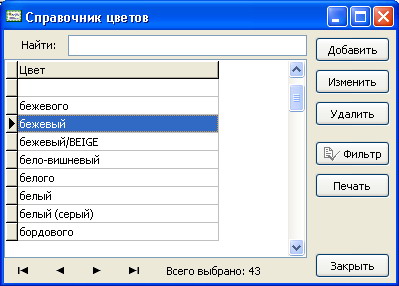 Справочник цветов
Найти:
Добавить
Изменить
Удалить
Фильтр
Печать
Закрыть
Цвет
бежевого
бежевый
бежевый/BEIGE
бело-вишневый
белого
белый
белый (серый)
бордового
Всего выбрано: 43